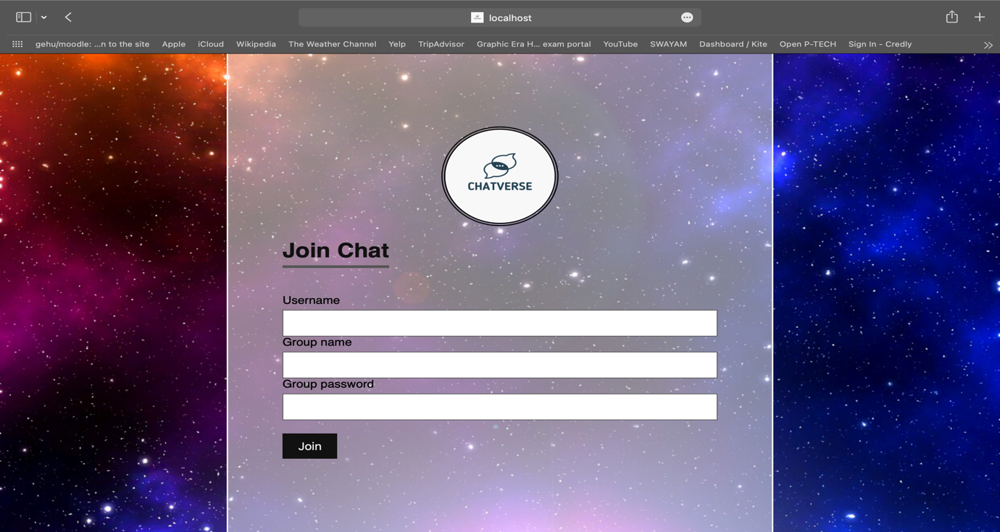 localhost
gehu/moodle: ...n to the site Apple iCloud Wikipedia The Weather Channel Yelp TripAdvisor Graphic Era H... exam portal YouTube SWAYAM Dashboard / Kite Open P-TECH Sign In - Credly
CHATVERSE
Join Chat
Username
Group name
Group password
Join